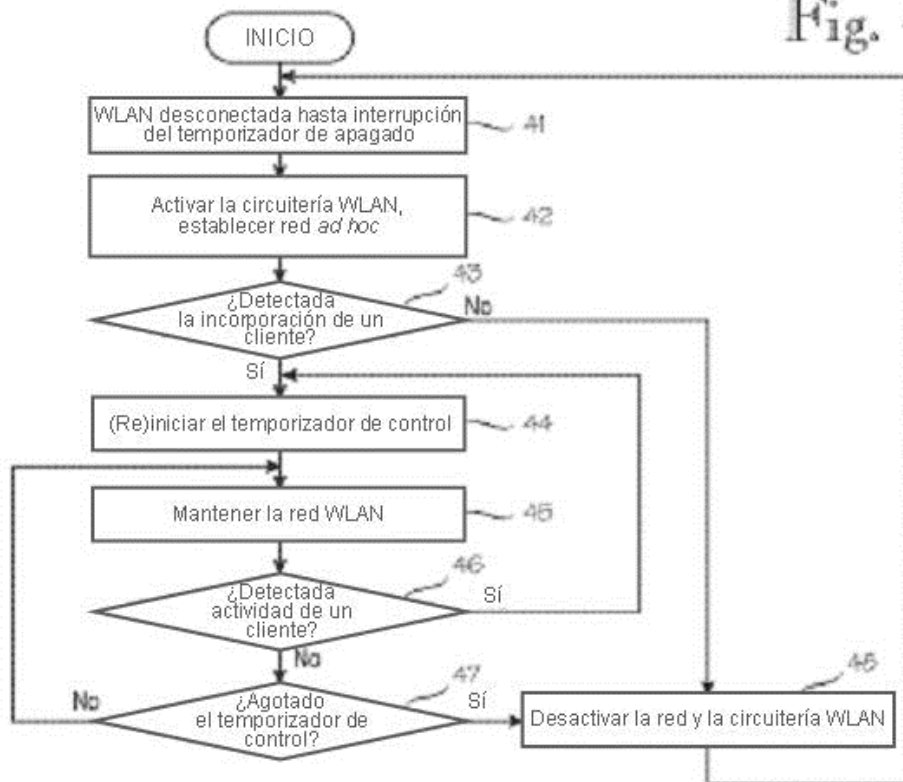 INICIO
Fig.
WLAN desconectada hasta interrupción
del temporizador de apagado
41
Activar la circuitería WLAN,
establecer red ad hoc
42
43
¿Detectada
la incorporación de un
cliente?
No
Sí
(Re)iniciar el temporizador de control
44
Mantener la red WLAN
45
46
¿Detectada
actividad de un
cliente?
Sí
No
47
¿Agotado
el temporizador de
control?
No
Sí
48
Desactivar la red y la circuitería WLAN